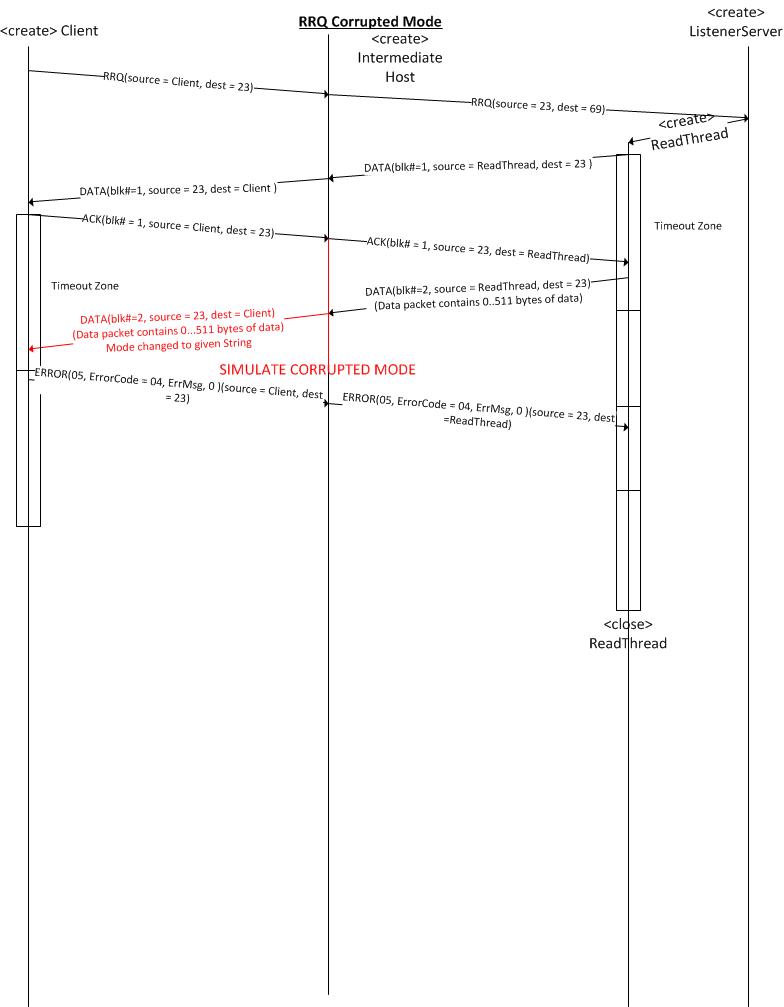 RRQ Corrupted Mode
<create> Client
<create>
Intermediate
Host
<create>
ListenerServer
RRQ(source = Client, dest = 23)
RRQ(source = 23, dest = 69)
<create>
ReadThread
DATA(blk#=1, source = ReadThread, dest = 23 )
DATA(blk#=1, source = 23, dest = Client )
ACK(blk# = 1, source = Client, dest = 23)
ACK(blk# = 1, source = 23, dest = ReadThread)
Timeout Zone
Timeout Zone
DATA(blk#=2, source = ReadThread, dest = 23)
(Data packet contains 0..511 bytes of data)
DATA(blk#=2, source = 23, dest = Client)
(Data packet contains 0...511 bytes of data)
Mode changed to given String
SIMULATE CORRUPTED MODE
ERROR(05, ErrorCode = 04, ErrMsg, 0 )(source = Client, dest
= 23)
ERROR(05, ErrorCode = 04, ErrMsg, 0 )(source = 23, dest
=ReadThread)
<close>
ReadThread